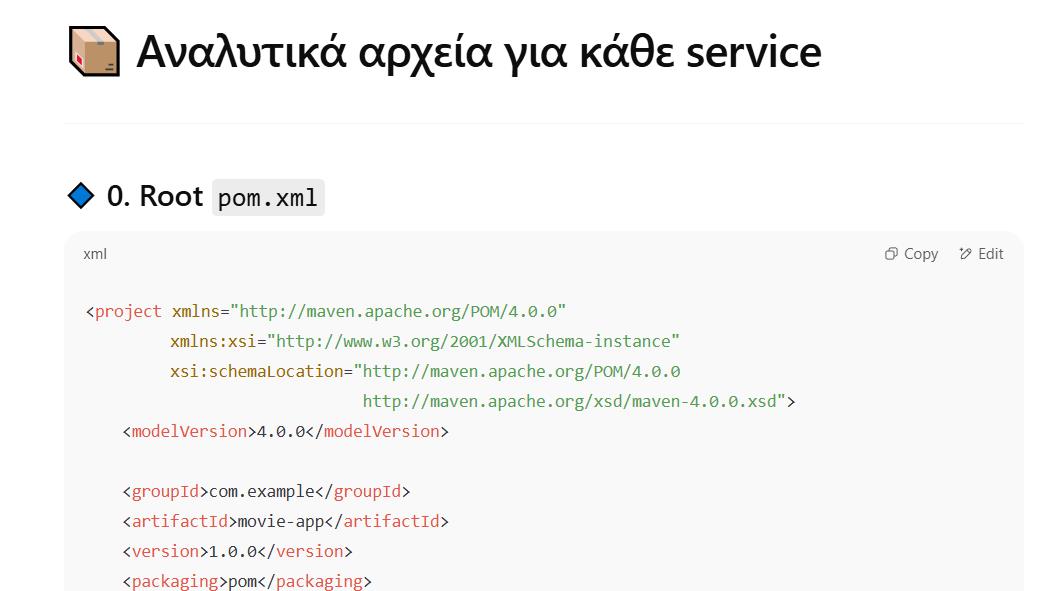 Αναλυτικά αρχεία για κάθε service
0. Root pom.xml
xml
Copy
Edit
<project xmlns="http://maven.apache.org/POM/4.0.0"
xmlns:xsi="http://www.w3.org/2001/XMLSchema-instance"
xsi:schemaLocation="http://maven.apache.org/POM/4.0.0
http://maven.apache.org/xsd/maven-4.0.0.xsd">
<modelVersion>4.0.0</modelVersion>
<groupId>com.example</groupId>
<artifactId>movie-app</artifactId>
<version>1.0.0</version>
<packaging>pom</packaging>